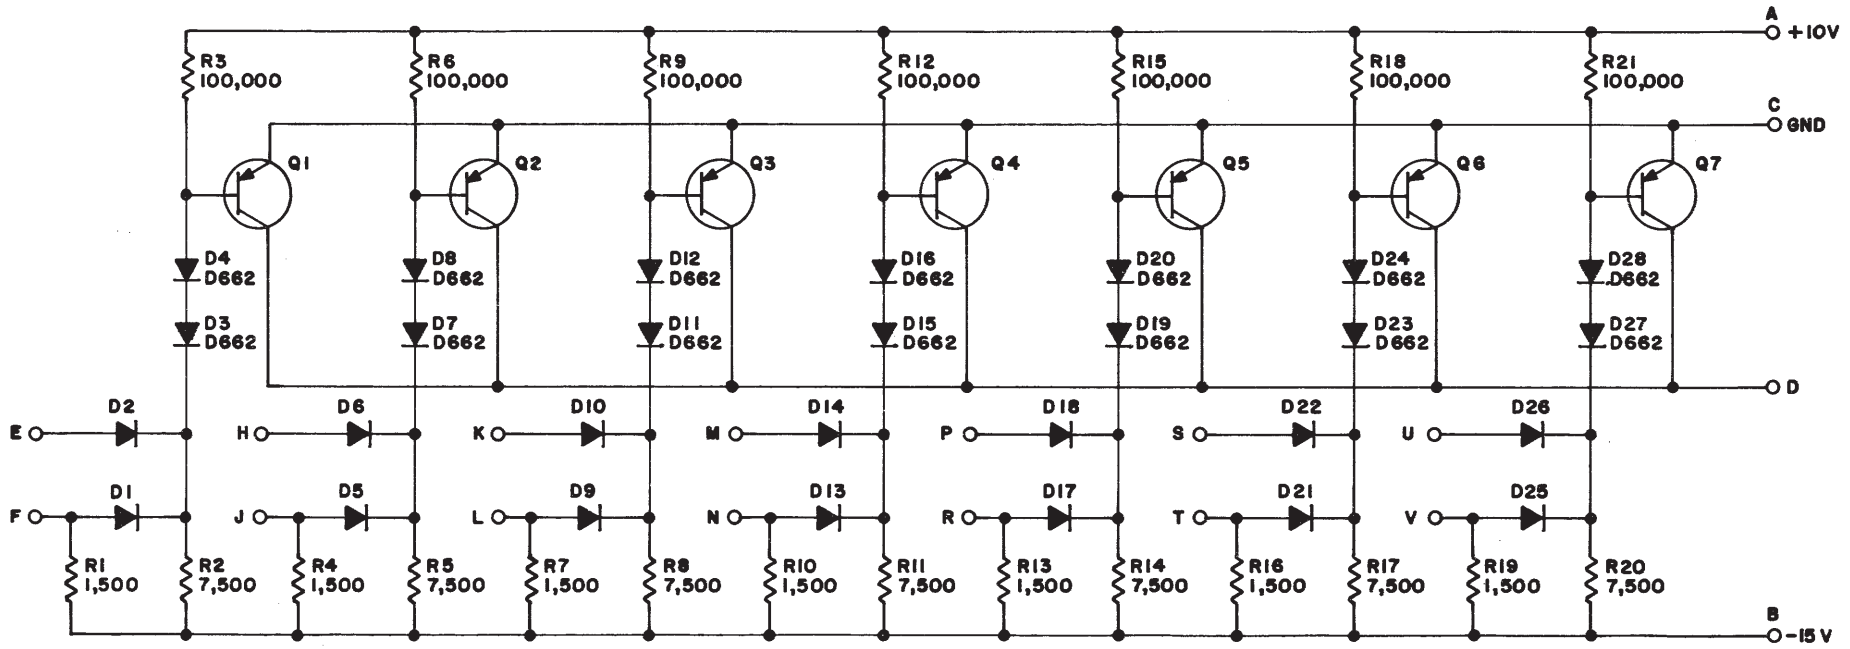 A
+10V
R3
100,000
R6
100,000
R9
100,000
R12
100,000
R15
100,000
R18
100,000
R21
100,000
C
GND
Q1
Q2
Q3
Q4
Q5
Q6
Q7
D4
D662
D8
D662
D12
D662
D16
D662
D20
D662
D24
D662
D28
D662
D3
D662
D7
D662
D11
D662
D15
D662
D19
D662
D23
D662
D27
D662
D
E
D2
H
D6
K
D10
M
D14
P
D18
S
D22
U
D26
F
D1
J
D5
L
D9
N
D13
R
D17
T
D21
V
D25
R1
1,500
R2
7,500
R4
1,500
R5
7,500
R7
1,500
R8
7,500
R10
1,500
R11
7,500
R13
1,500
R14
7,500
R16
1,500
R17
7,500
R19
1,500
R20
7,500
B
-15V